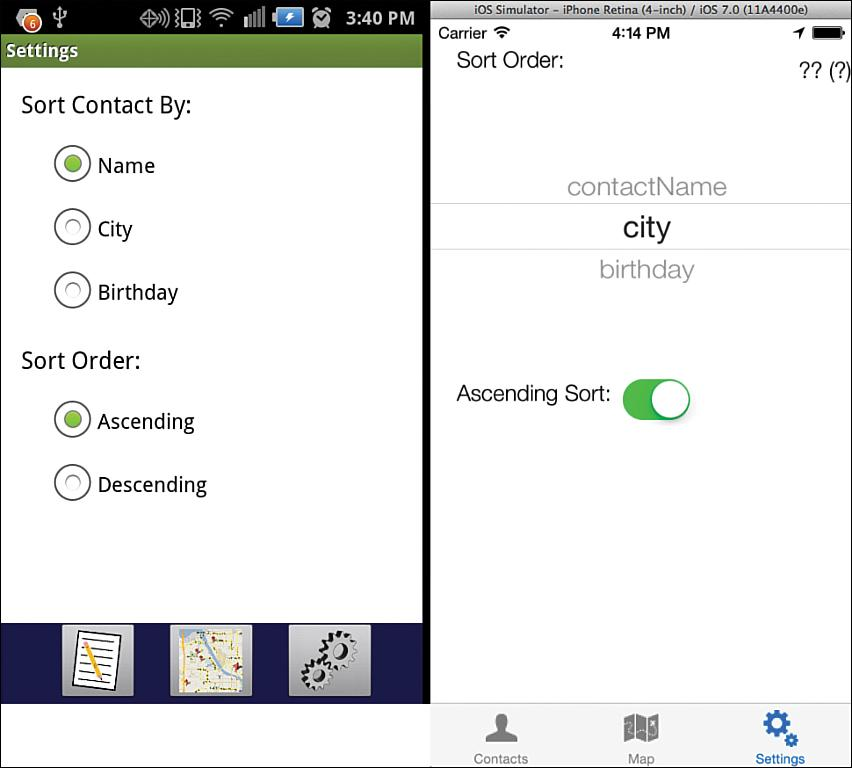 6
3:40 PM
Settings
Sort Contact By:
Name
City
Birthday
Sort Order:
Ascending
Descending
iOS Simulator – iPhone Retina (4-inch) / iOS 7.0 (11A4400e)
Carrier
4:14 PM
Sort Order:
?? (?)
contactName
city
birthday
Ascending Sort:
Contacts
Map
Settings